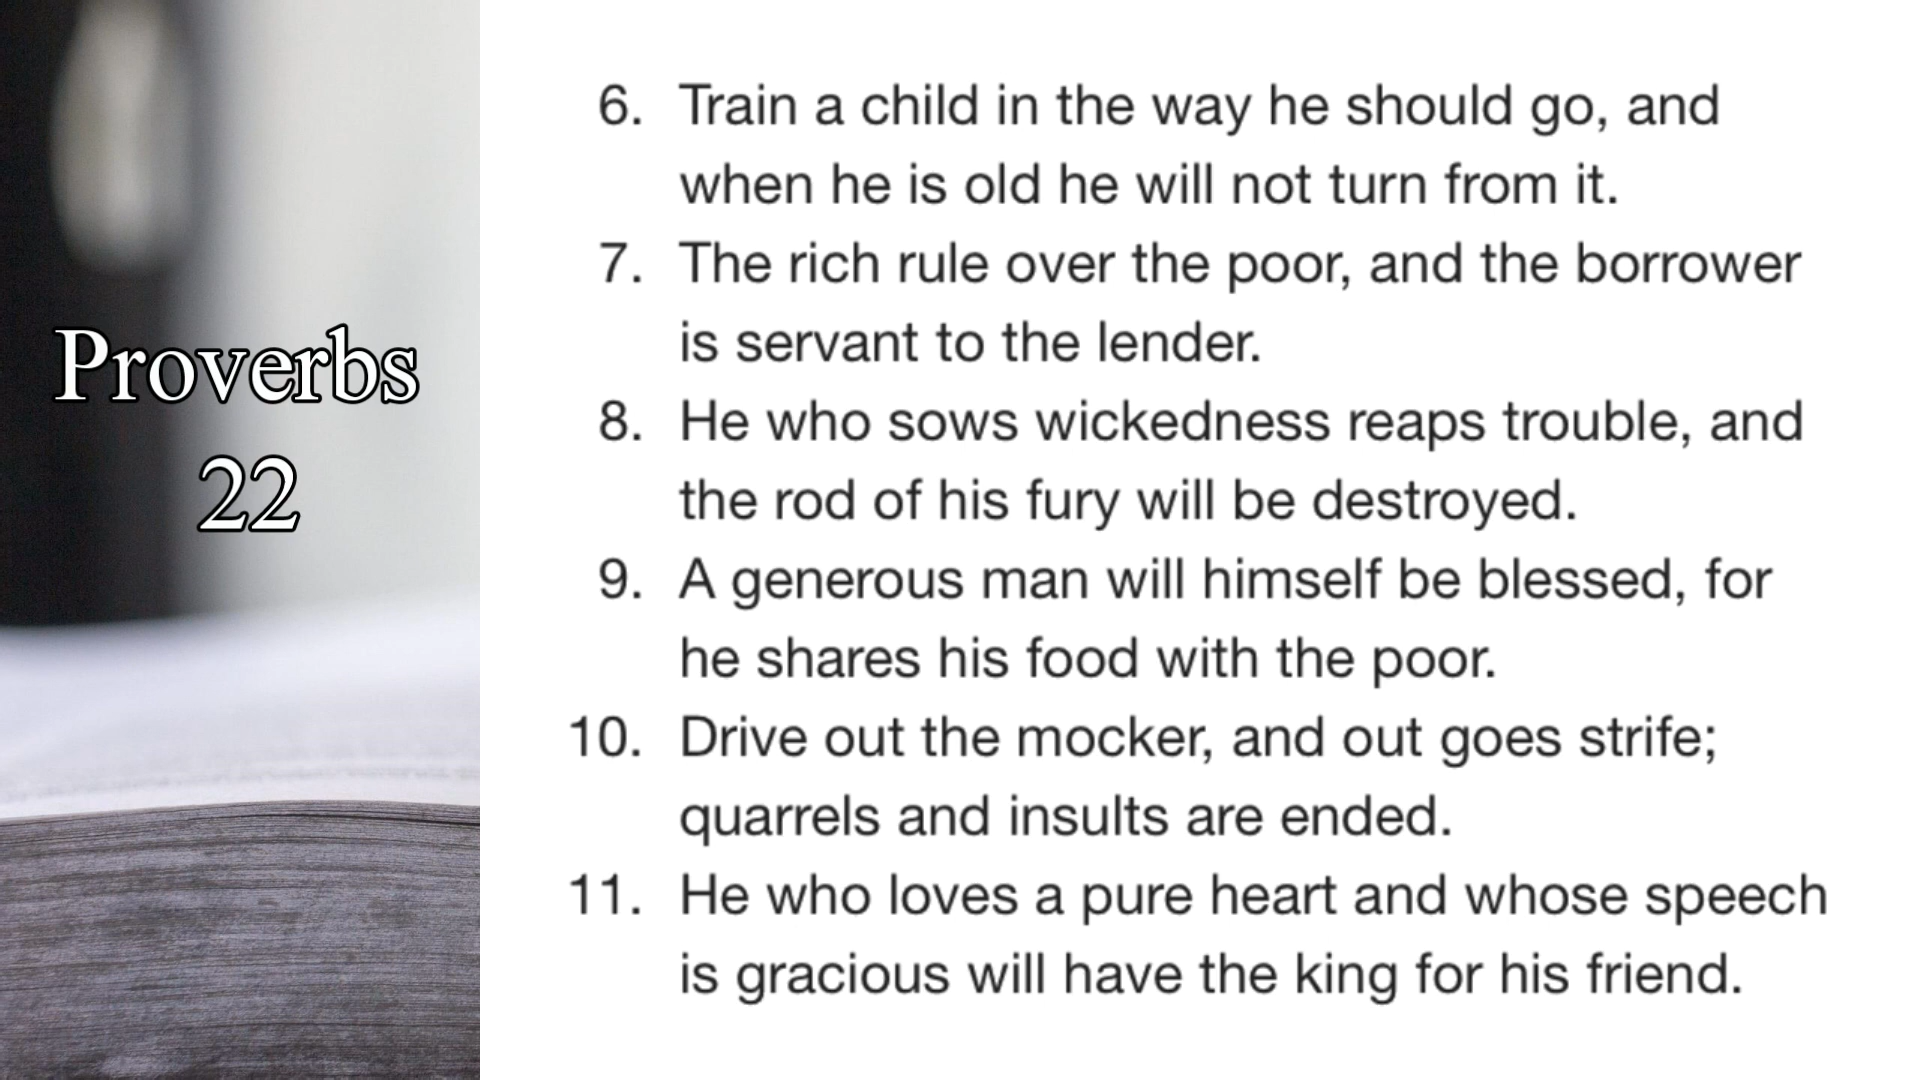 Proverbs
22
6. Train a child in the way he should go, and
when he is old he will not turn from it.
7. The rich rule over the poor, and the borrower
is servant to the lender.
8. He who sows wickedness reaps trouble, and
the rod of his fury will be destroyed.
9. A generous man will himself be blessed, for
he shares his food with the poor.
10. Drive out the mocker, and out goes strife;
quarrels and insults are ended.
11. He who loves a pure heart and whose speech
is gracious will have the king for his friend.